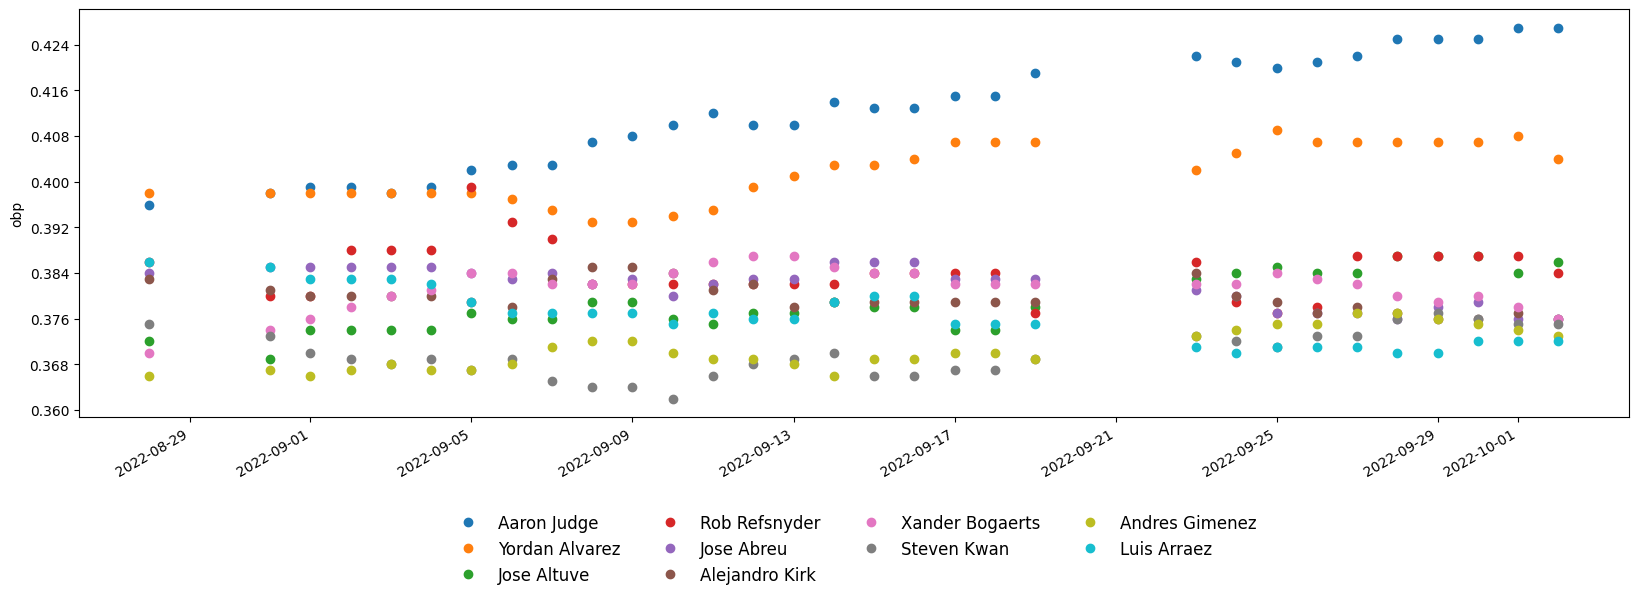 0.424
0.416
0.408
0.400
0.392
0.384
0.376
0.368
0.360
obp
2022-08-29
2022-09-01
2022-09-05
2022-09-09
2022-09-13
2022-09-17
2022-09-21
2022-09-25
2022-09-29
2022-10-01
Aaron Judge
Yordan Alvarez
Jose Altuve
Rob Refsnyder
Jose Abreu
Alejandro Kirk
Xander Bogaerts
Steven Kwan
Andres Gimenez
Luis Arraez